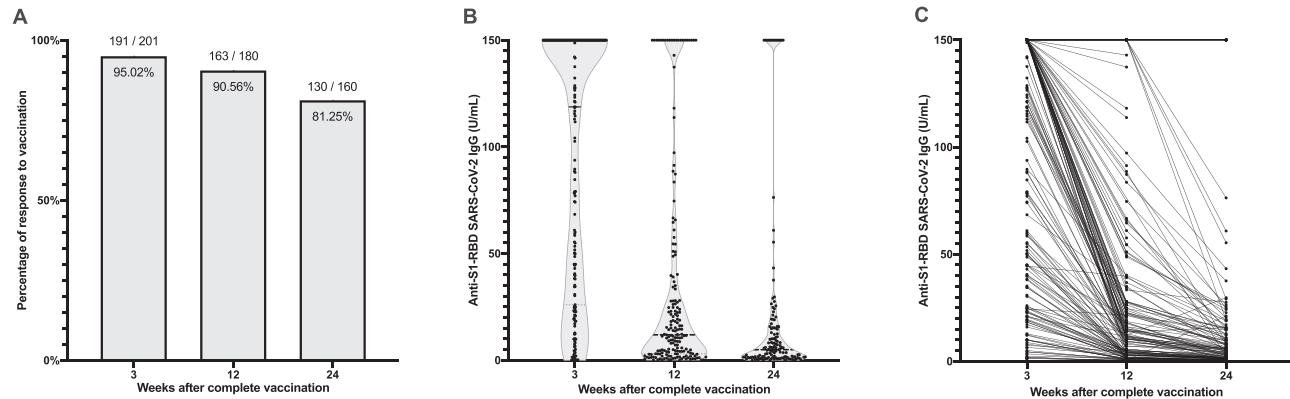 A
Percentage of response to vaccination
100%
50%
0%
191 / 201
95.02%
163 / 180
90.56%
130 / 160
81.25%
3
12
24
Weeks after complete vaccination
B
Anti-S1-RBD SARS-CoV-2 IgG (U/mL)
150
100
50
0
3
12
24
Weeks after complete vaccination
C
Anti-S1-RBD SARS-CoV-2 IgG (U/mL)
150
100
50
0
3
12
24
Weeks after complete vaccination